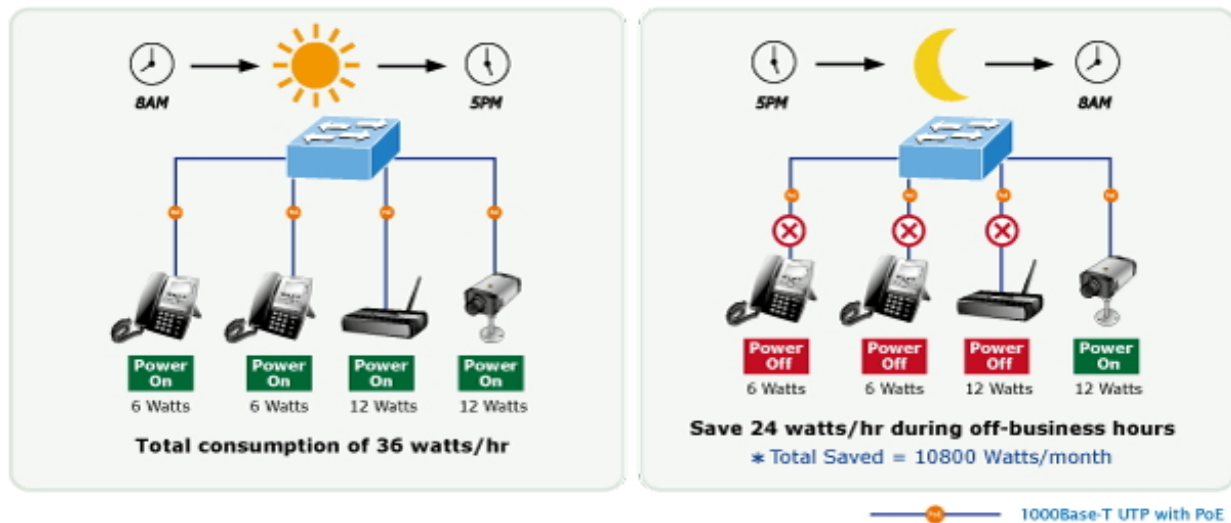 8AM
5PM
Power On
Power On
Power On
Power On
6 Watts
6 Watts
12 Watts
12 Watts
Total consumption of 36 watts/hr
5PM
8AM
Power Off
Power Off
Power Off
Power On
6 Watts
6 Watts
12 Watts
12 Watts
Save 24 watts/hr during off-business hours
* Total Saved = 10800 Watts/month
PoE 1000Base-T UTP with PoE